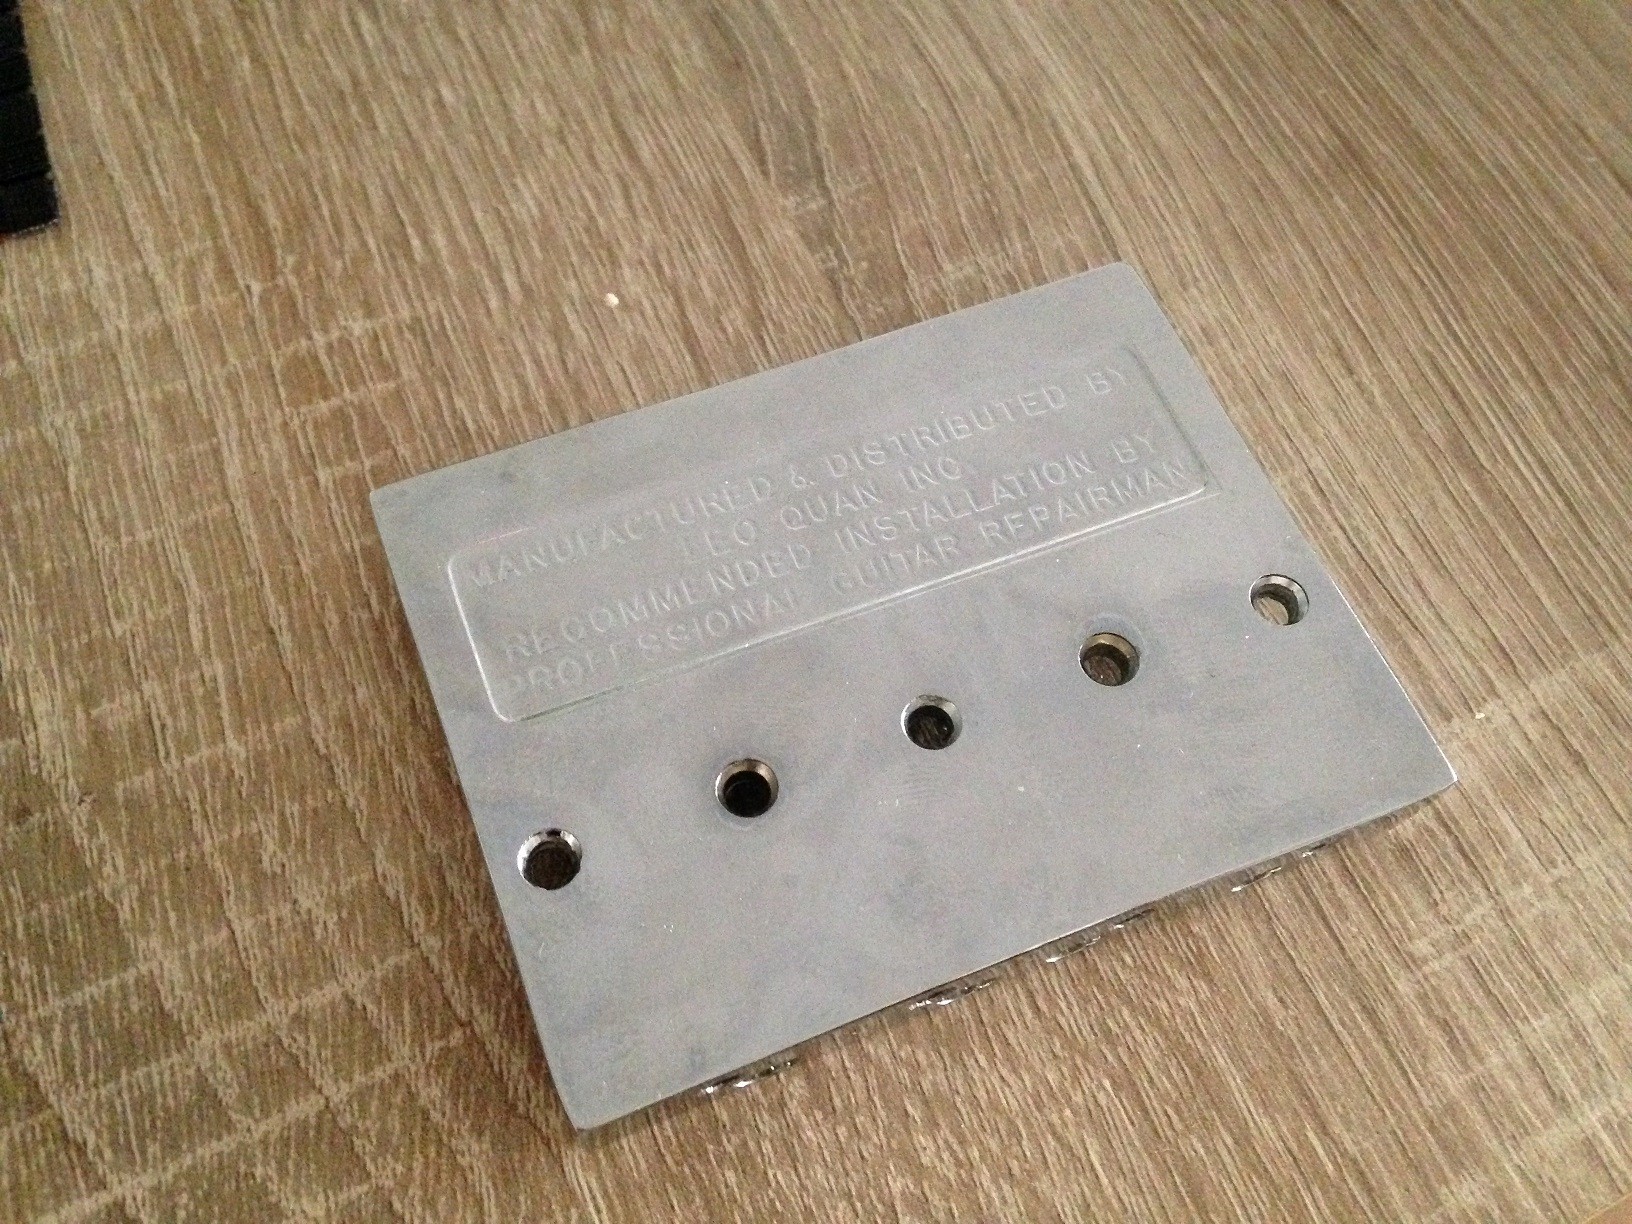 MANUFACTURED & DISTRIBUTED BY
LEO QUAN INC.
RECOMMENDED INSTALLATION BY
PROFESSIONAL GUITAR REPAIRMAN